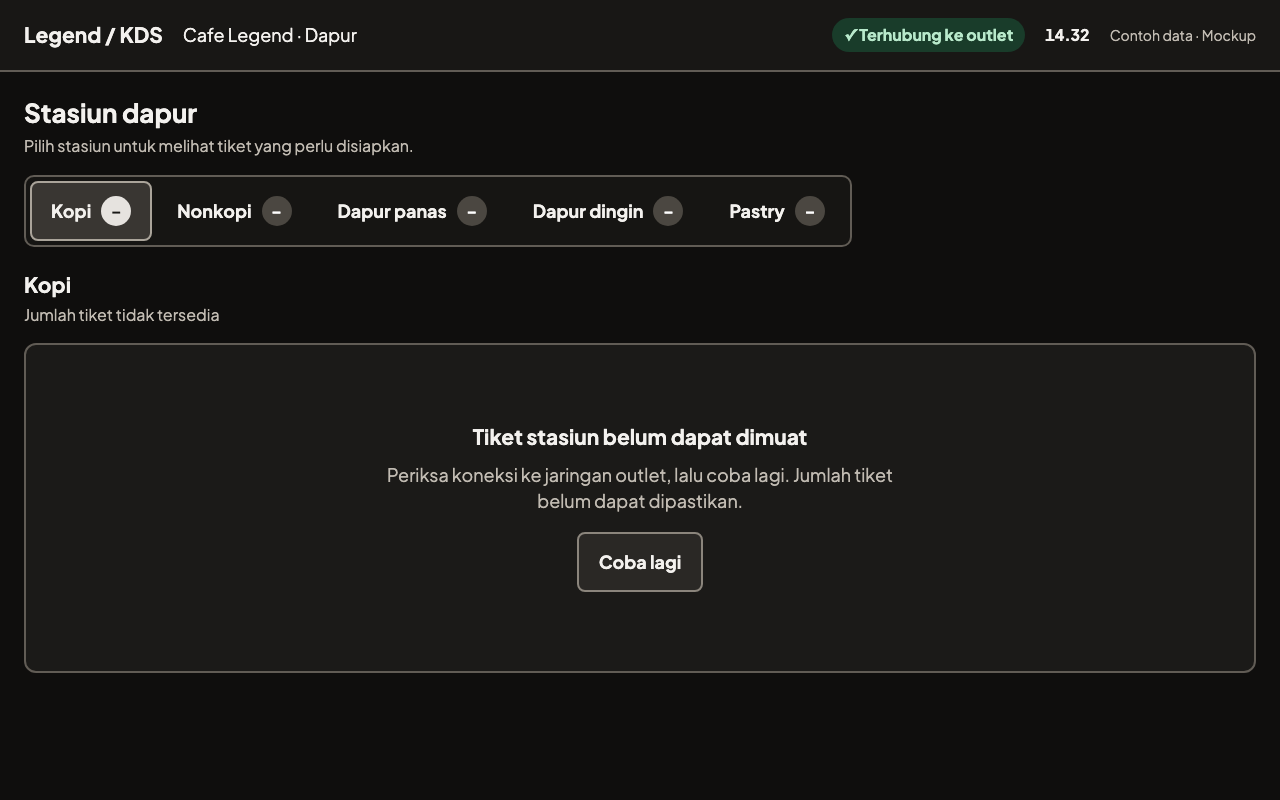 Legend / KDS Cafe Legend · Dapur ✓Terhubung ke outlet 14.32 Contoh data · Mockup
Stasiun dapur
Pilih stasiun untuk melihat tiket yang perlu disiapkan.
Kopi – Nonkopi – Dapur panas – Dapur dingin – Pastry –
Kopi
Jumlah tiket tidak tersedia
Tiket stasiun belum dapat dimuat
Periksa koneksi ke jaringan outlet, lalu coba lagi. Jumlah tiket
belum dapat dipastikan.
Coba lagi